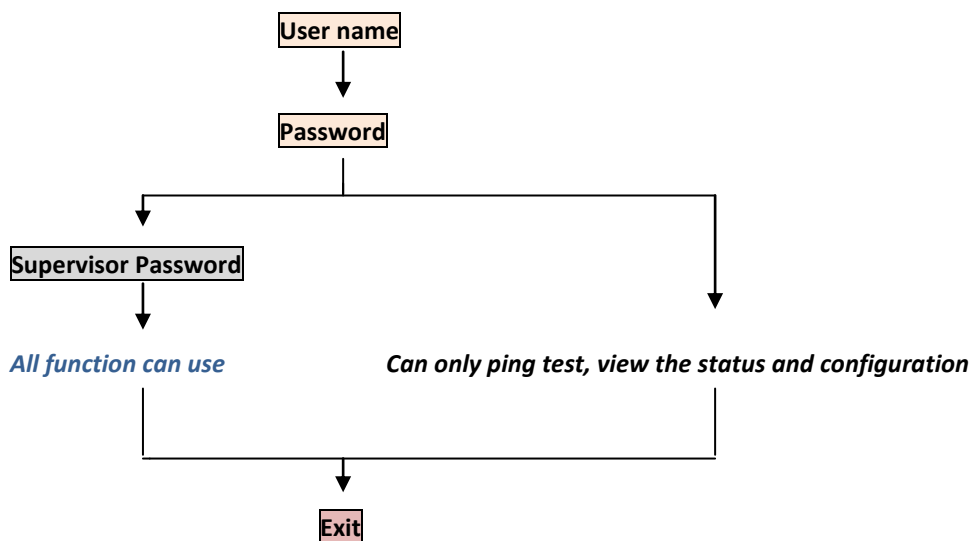 User name
Password
Supervisor Password
All function can use
Can only ping test, view the status and configuration
Exit